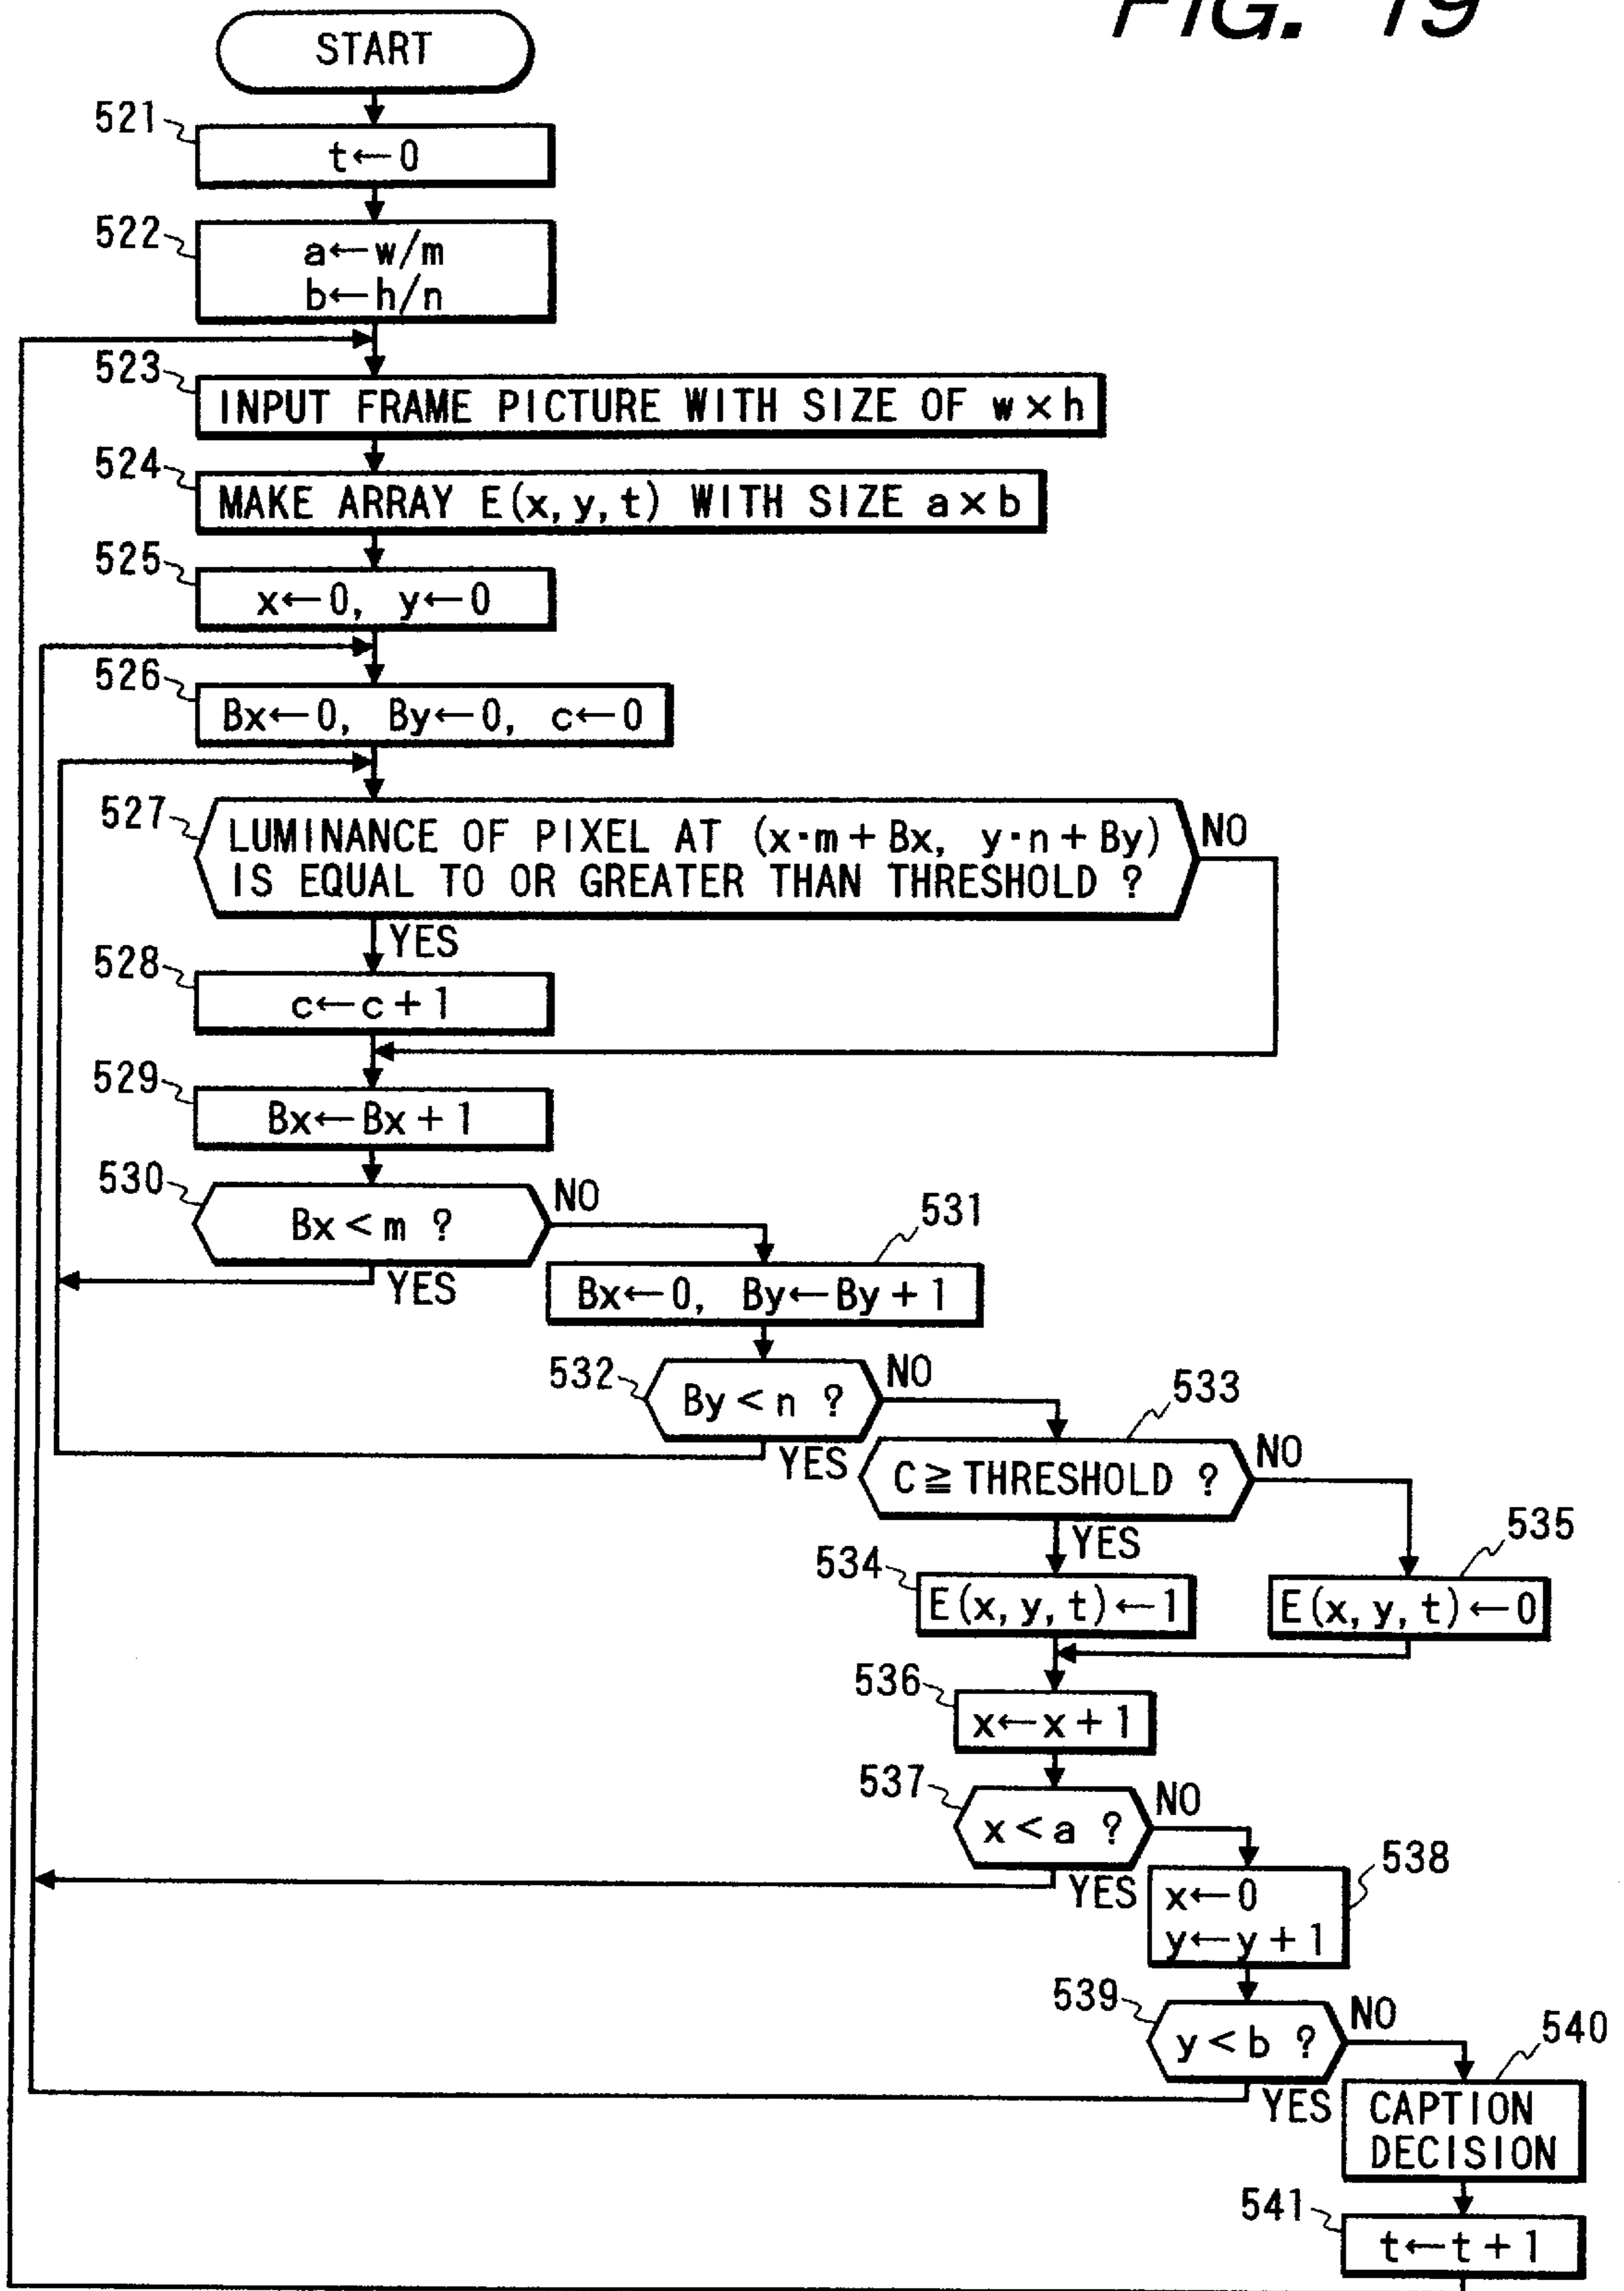 FIG. 19
START
521
t←0
522
a←w/m
b←h/n
523
INPUT FRAME PICTURE WITH SIZE OF w×h
524
MAKE ARRAY E(x,y,t) WITH SIZE a×b
525
x←0, y←0
526
Bx←0, By←0, c←0
527
LUMINANCE OF PIXEL AT (x·m+Bx, y·n+By)
IS EQUAL TO OR GREATER THAN THRESHOLD ?
NO
YES
528
c←c+1
529
Bx←Bx+1
530
Bx<m ?
NO
YES
531
Bx←0, By←By+1
532
By<n ?
NO
YES
533
C≧THRESHOLD ?
NO
YES
534
E(x,y,t)←1
535
E(x,y,t)←0
536
x←x+1
537
x<a ?
NO
YES
538
x←0
y←y+1
539
y<b ?
NO
YES
540
CAPTION
DECISION
541
t←t+1